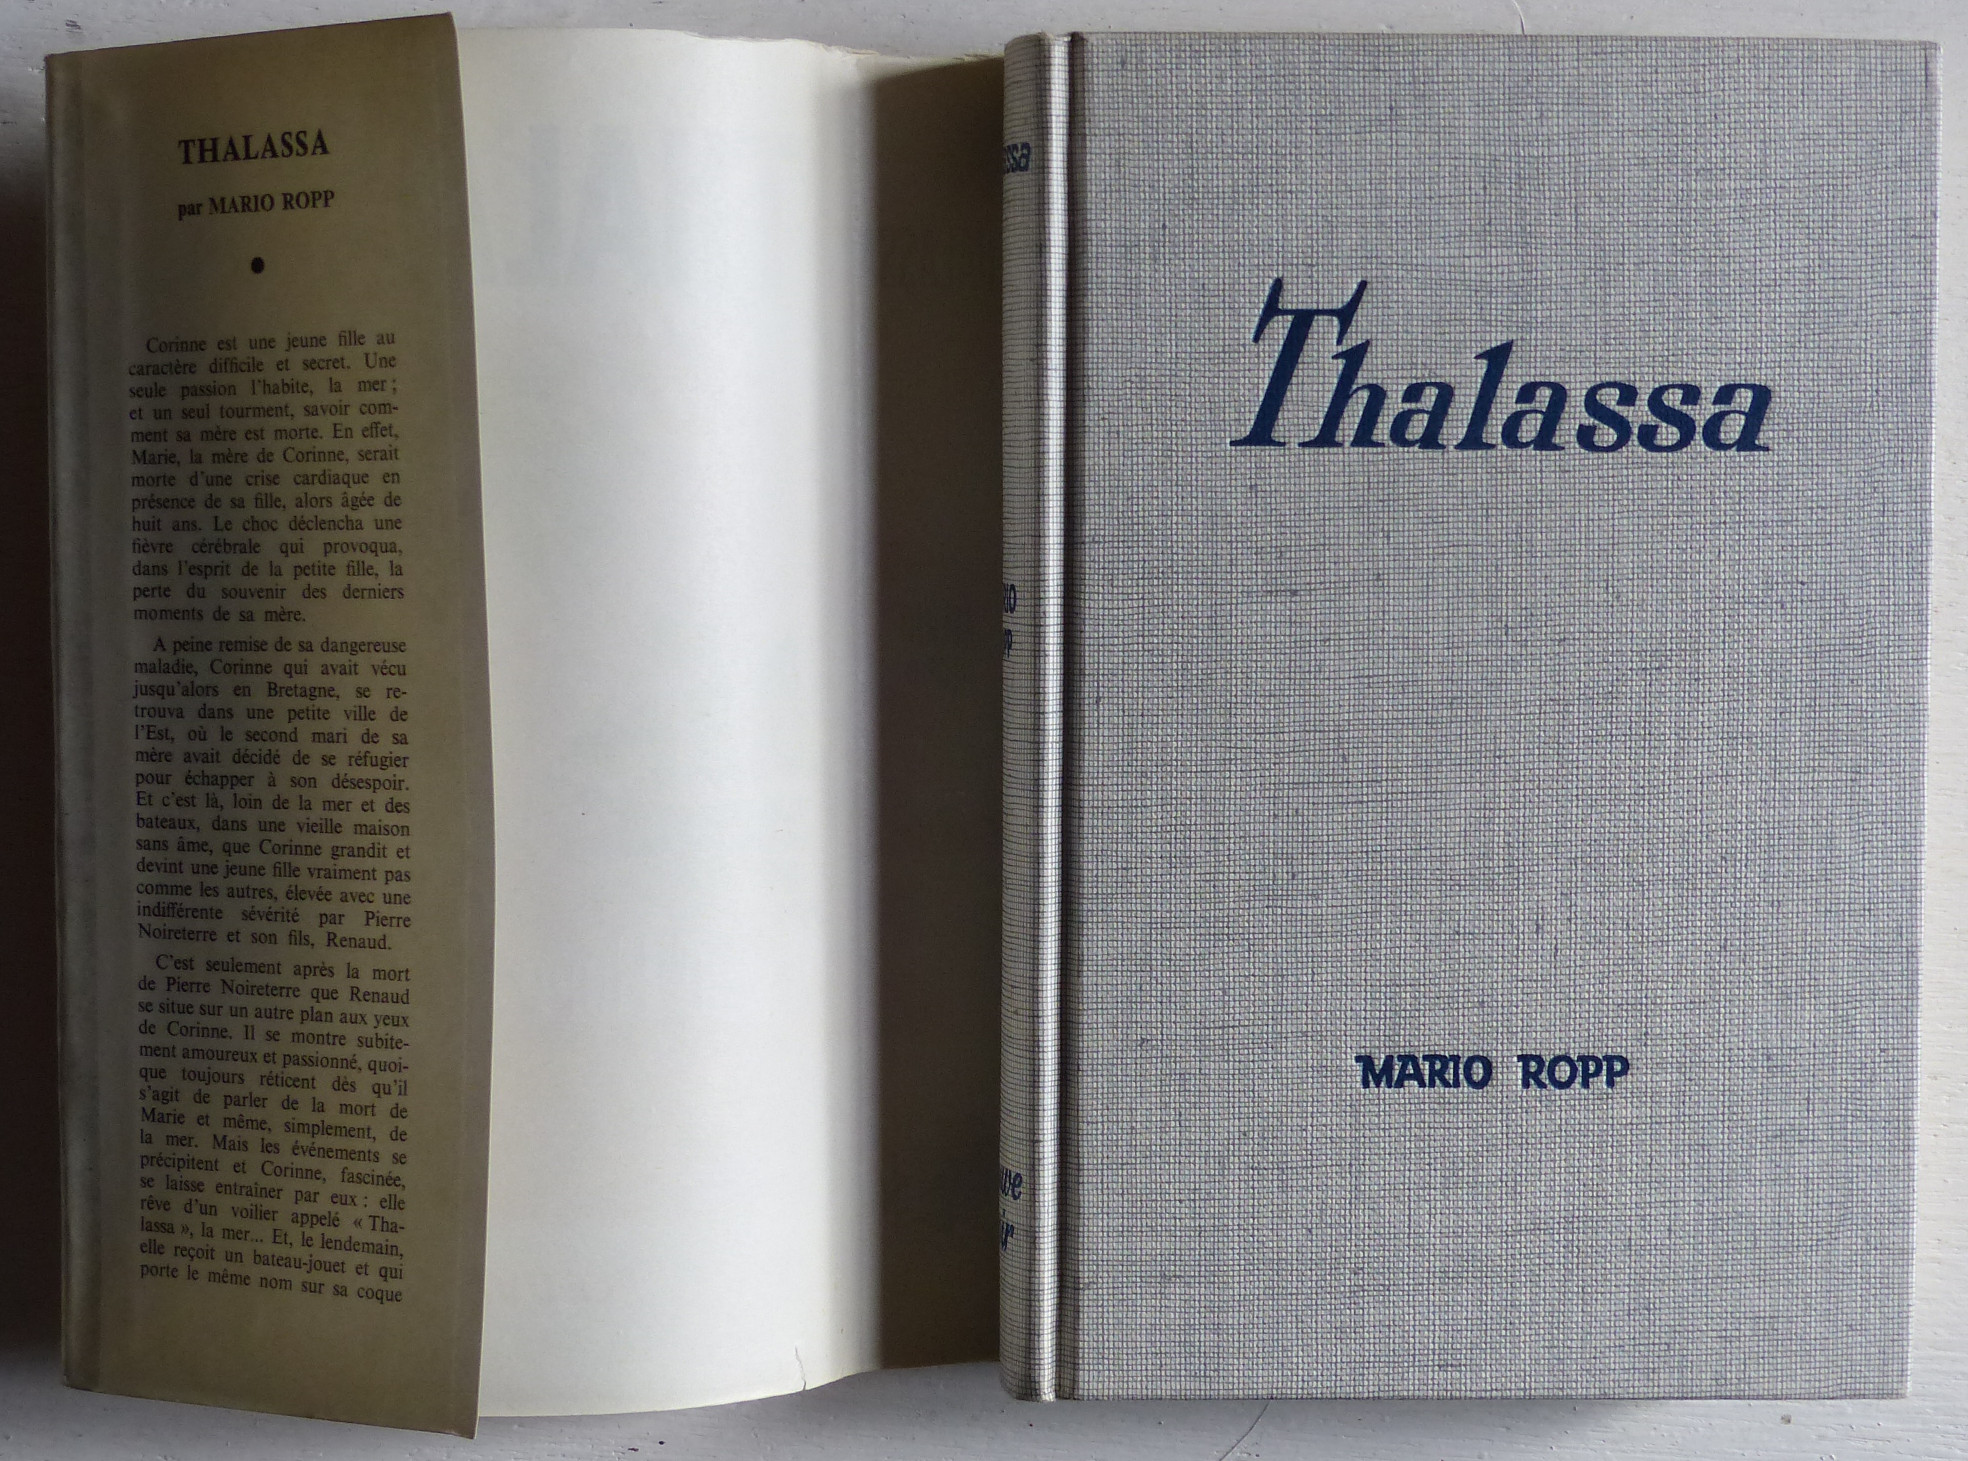 THALASSA
par MARIO ROPP
Corinne est une jeune fille au
caractère difficile et secret. Une
seule passion l'habite, la mer ;
et un seul tourment, savoir com-
ment sa mère est morte. En effet,
Marie, la mère de Corinne, serait
morte d'une crise cardiaque en
présence de sa fille, alors âgée de
huit ans. Le choc déclencha une
fièvre cérébrale qui provoqua,
dans l'esprit de la petite fille, la
perte du souvenir des derniers
moments de sa mère.
A peine remise de sa dangereuse
maladie, Corinne qui avait vécu
jusqu'alors en Bretagne, se re-
trouva dans une petite ville de
l'Est, où le second mari de sa
mère avait décidé de se réfugier
pour échapper à son désespoir.
Et c'est là, loin de la mer et des
bateaux, dans une vieille maison
sans âme, que Corinne grandit et
devint une jeune fille vraiment pas
comme les autres, élevée avec une
indifférente sévérité par Pierre
Noireterre et son fils, Renaud.
C'est seulement après la mort
de Pierre Noireterre que Renaud
se situe sur un autre plan aux yeux
de Corinne. Il se montre subite-
ment amoureux et passionné, quoi-
que toujours réticent dès qu'il
s'agit de parler de la mort de
Marie et même, simplement, de
la mer. Mais les événements se
précipitent et Corinne, fascinée,
se laisse entraîner par eux : elle
rêve d'un voilier appelé « Tha-
lassa », la mer... Et, le lendemain,
elle reçoit un bateau-jouet et qui
porte le même nom sur sa coque
Thalassa
MARIO ROPP